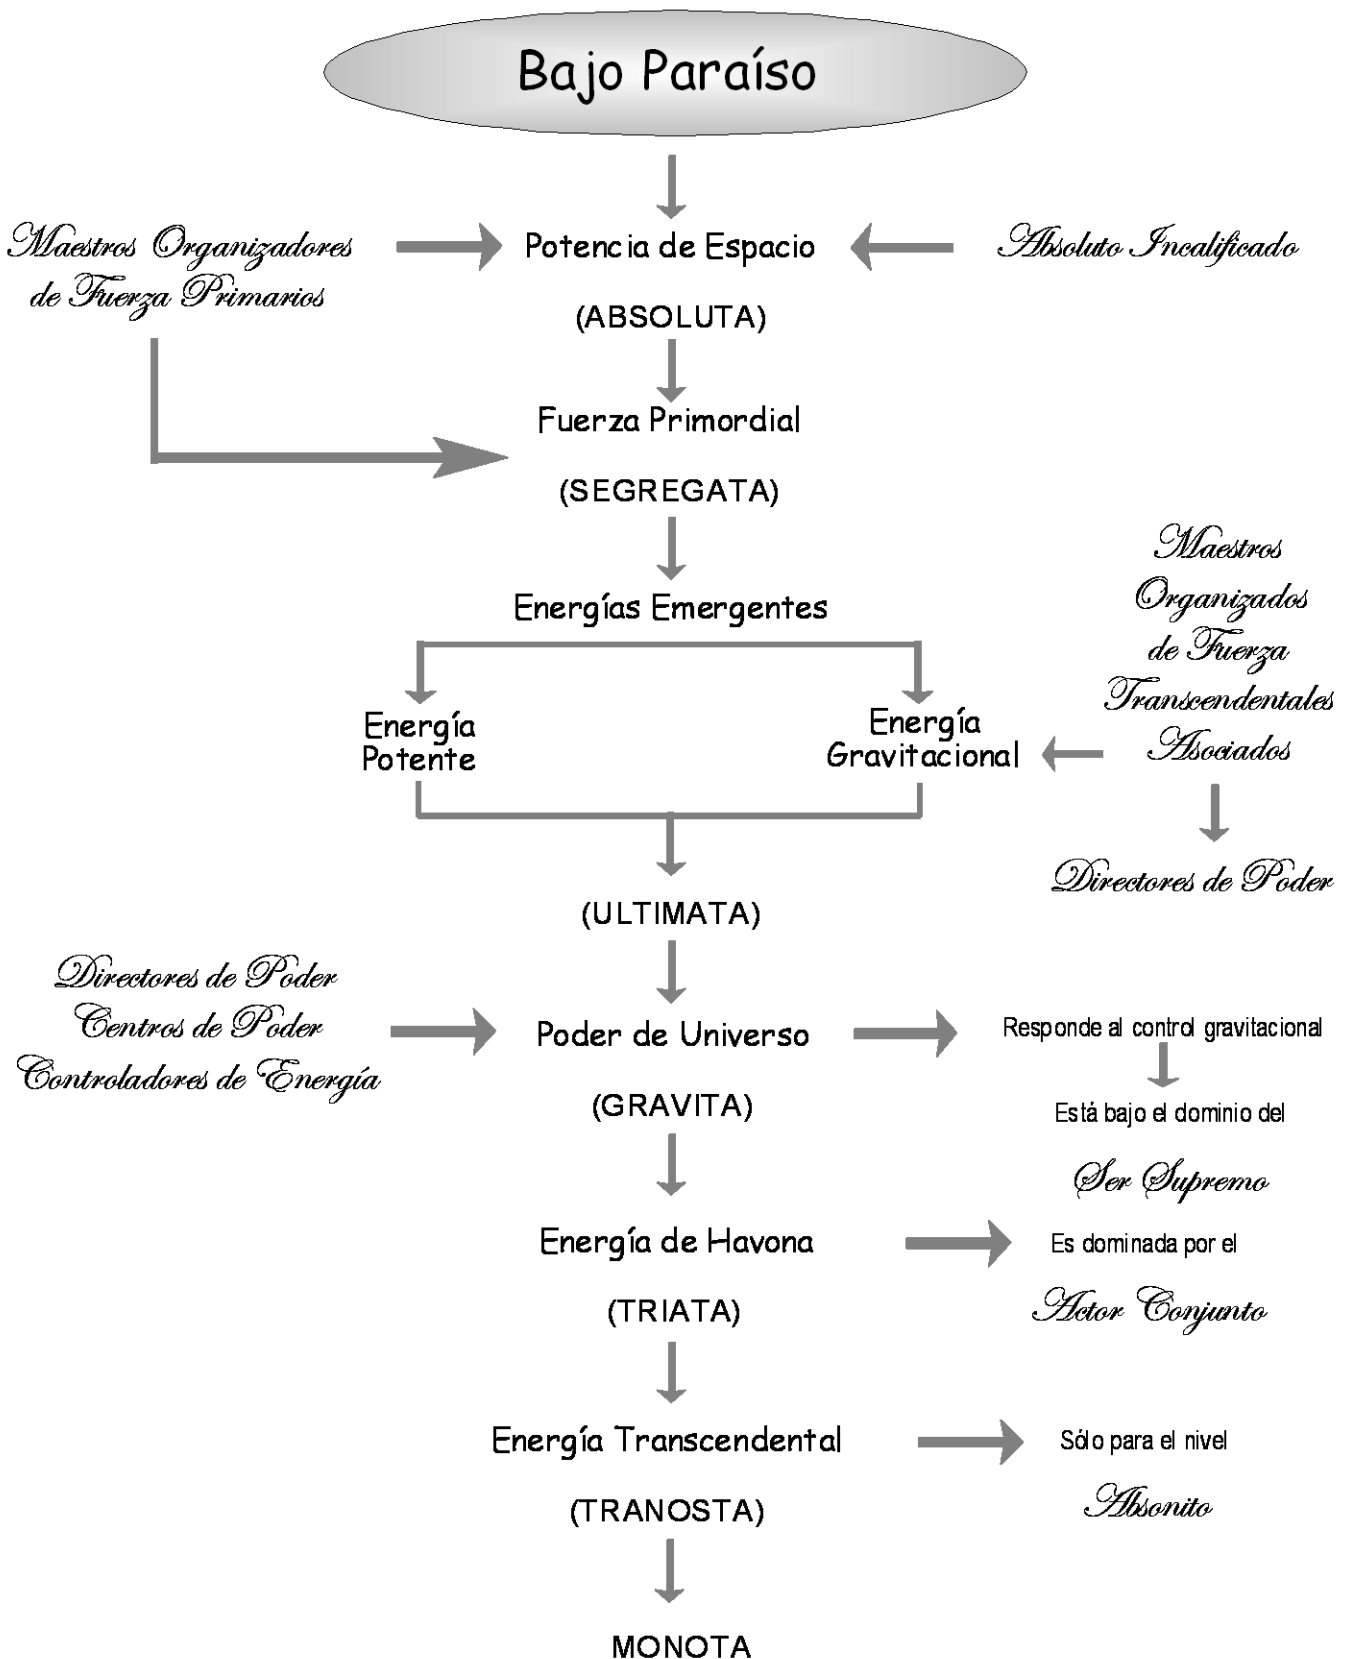 Bajo Paraíso
Maestros Organizadores
de Fuerza Primarios
Potencia de Espacio
Absoluto Incalificado
(ABSOLUTA)
Fuerza Primordial
(SEGREGATA)
Maestros
Organizados
de Fuerza
Transcendentales
Asociados
Energías Emergentes
Energía
Potente
Energía
Gravitacional
Directores de Poder
(ULTIMATA)
Directores de Poder
Centros de Poder
Controladores de Energía
Poder de Universo
Responde al control gravitacional
(GRAVITA)
Está bajo el dominio del
Ser Supremo
Energía de Havona
Es dominada por el
(TRIATA)
Actor Conjunto
Energía Transcendental
Sólo para el nivel
(TRANOSTA)
Absonito
MONOTA